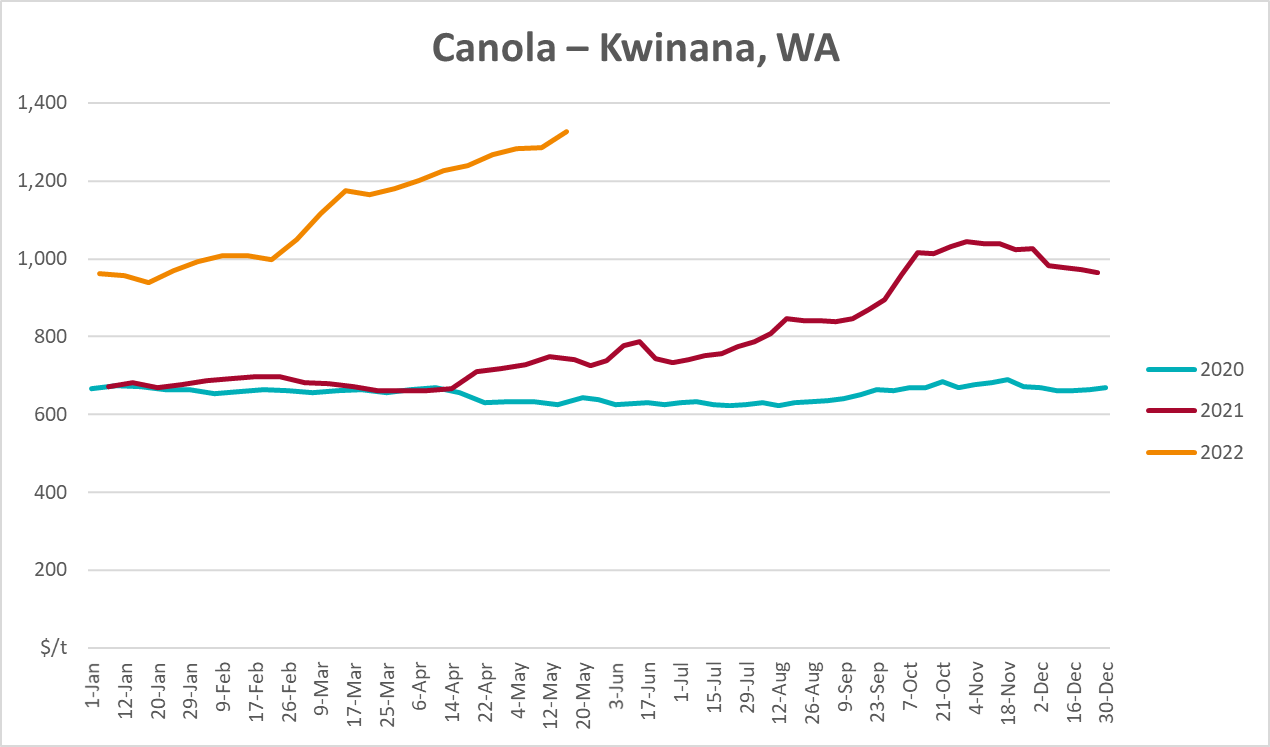 Canola – Kwinana, WA
1,400
1,200
1,000
800
600
400
200
$/t
1-Jan
12-Jan
20-Jan
29-Jan
9-Feb
17-Feb
26-Feb
9-Mar
17-Mar
25-Mar
6-Apr
14-Apr
22-Apr
4-May
12-May
20-May
3-Jun
17-Jun
1-Jul
15-Jul
29-Jul
12-Aug
26-Aug
9-Sep
23-Sep
7-Oct
21-Oct
4-Nov
18-Nov
2-Dec
16-Dec
30-Dec
2020
2021
2022